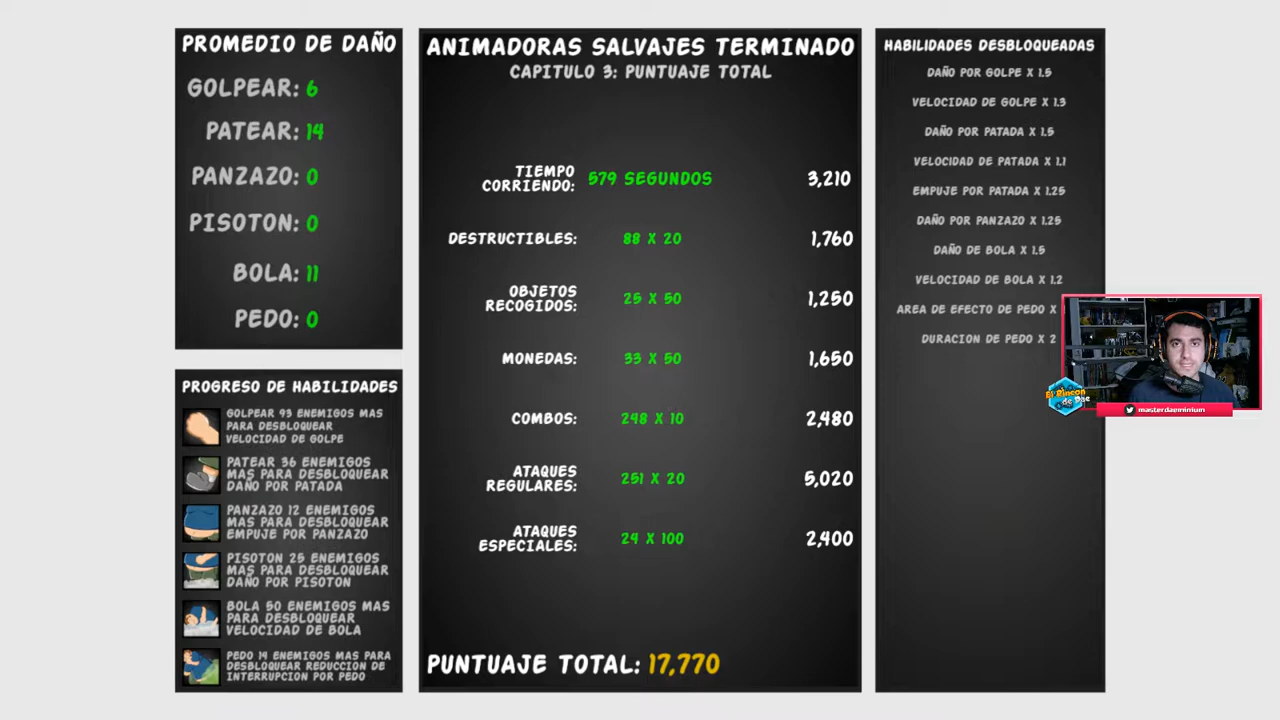 PROMEDIO DE DAÑO
GOLPEAR: 6
PATEAR: 14
PANZAZO: 0
PISOTON: 0
BOLA: 11
PEDO: 0
PROGRESO DE HABILIDADES
GOLPEAR 93 ENEMIGOS MAS
PARA DESBLOQUEAR
VELOCIDAD DE GOLPE
PATEAR 36 ENEMIGOS
MAS PARA DESBLOQUEAR
DAÑO POR PATADA
PANZAZO 12 ENEMIGOS
MAS PARA DESBLOQUEAR
EMPUJE POR PANZAZO
PISOTON 25 ENEMIGOS
MAS PARA DESBLOQUEAR
DAÑO POR PISOTON
BOLA 50 ENEMIGOS MAS
PARA DESBLOQUEAR
VELOCIDAD DE BOLA
PEDO 14 ENEMIGOS MAS PARA
DESBLOQUEAR REDUCCION DE
INTERRUPCION POR PEDO
ANIMADORAS SALVAJES TERMINADO
CAPITULO 3: PUNTUAJE TOTAL
TIEMPO
CORRIENDO: 579 SEGUNDOS 3,210
DESTRUCTIBLES: 88 X 20 1,760
OBJETOS
RECOGIDOS: 25 X 50 1,250
MONEDAS: 33 X 50 1,650
COMBOS: 248 X 10 2,480
ATAQUES
REGULARES: 251 X 20 5,020
ATAQUES
ESPECIALES: 24 X 100 2,400
PUNTUAJE TOTAL: 17,770
HABILIDADES DESBLOQUEADAS
DAÑO POR GOLPE X 1.5
VELOCIDAD DE GOLPE X 1.3
DAÑO POR PATADA X 1.5
VELOCIDAD DE PATADA X 1.1
EMPUJE POR PATADA X 1.25
DAÑO POR PANZAZO X 1.25
DAÑO DE BOLA X 1.5
VELOCIDAD DE BOLA X 1.2
AREA DE EFECTO DE PEDO X
DURACION DE PEDO X 2
El Rincon
de Dae
masterdaeminium